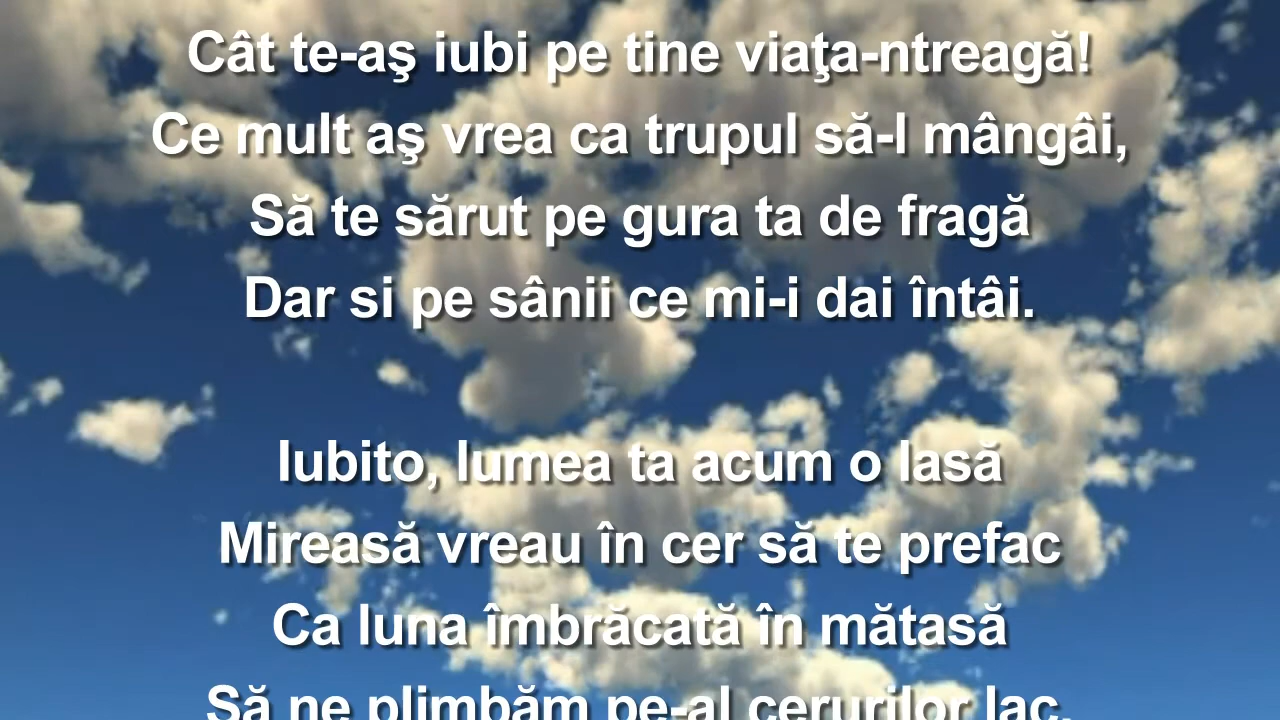 Cât te-aş iubi pe tine viaţa-ntreagă!
Ce mult aş vrea ca trupul să-l mângâi,
Să te sărut pe gura ta de fragă
Dar si pe sânii ce mi-i dai întâi.
Iubito, lumea ta acum o lasă
Mireasă vreau în cer să te prefac
Ca luna îmbrăcată în mătasă
Să ne plimbăm pe-al cerurilor lac.